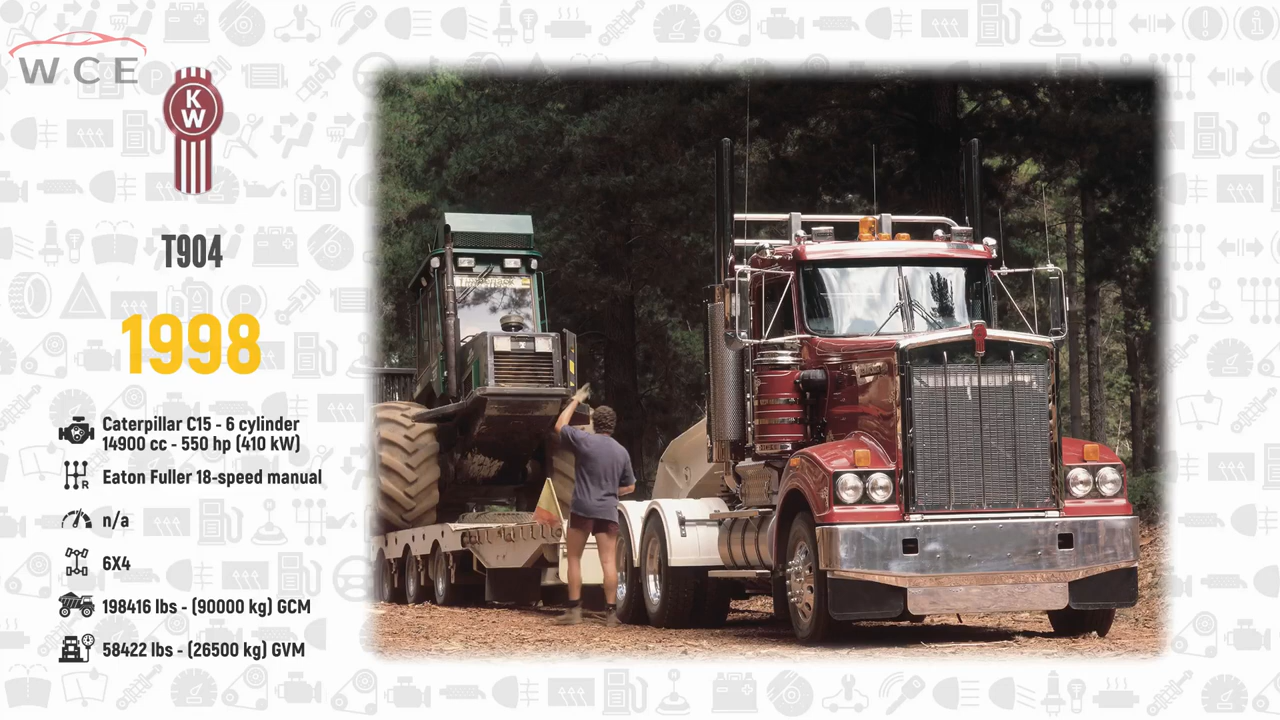 WCE
KW
T904
1998
Caterpillar C15 - 6 cylinder
14900 cc - 550 hp (410 kW)
Eaton Fuller 18-speed manual
R
n/a
6X4
198416 lbs - (90000 kg) GCM
58422 lbs - (26500 kg) GVM